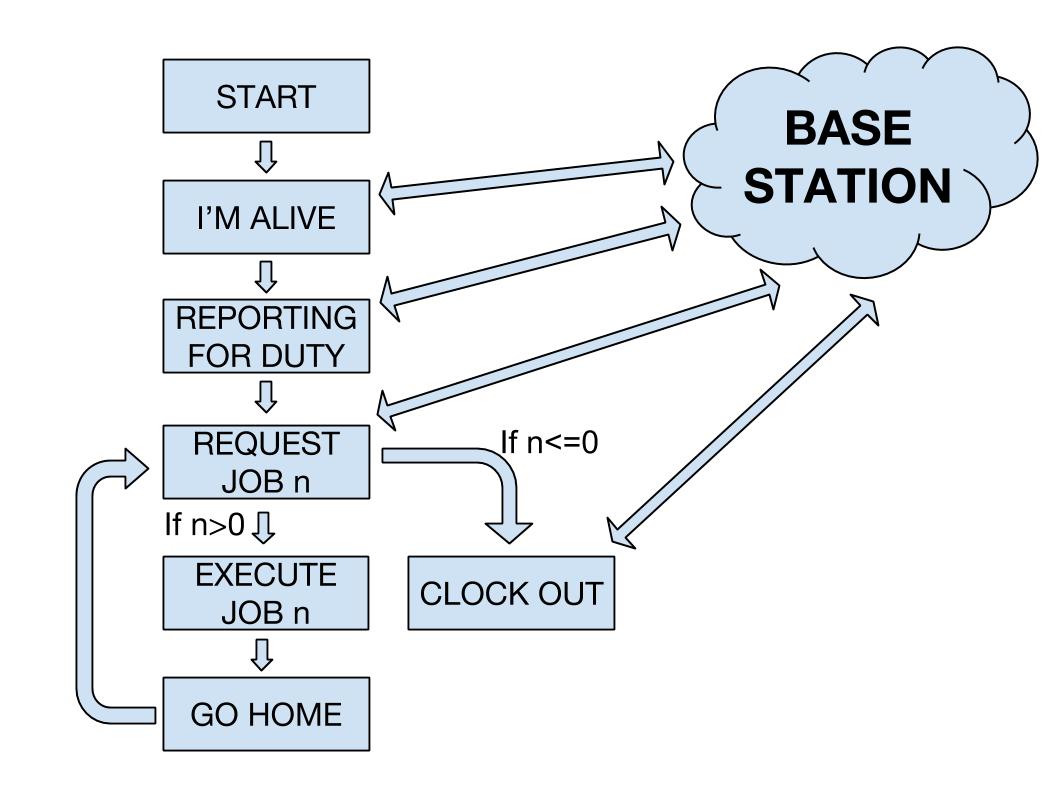 START
BASE
STATION
I'M ALIVE
REPORTING
FOR DUTY
REQUEST
JOB n
If n<=0
If n>0
EXECUTE
JOB n
CLOCK OUT
GO HOME